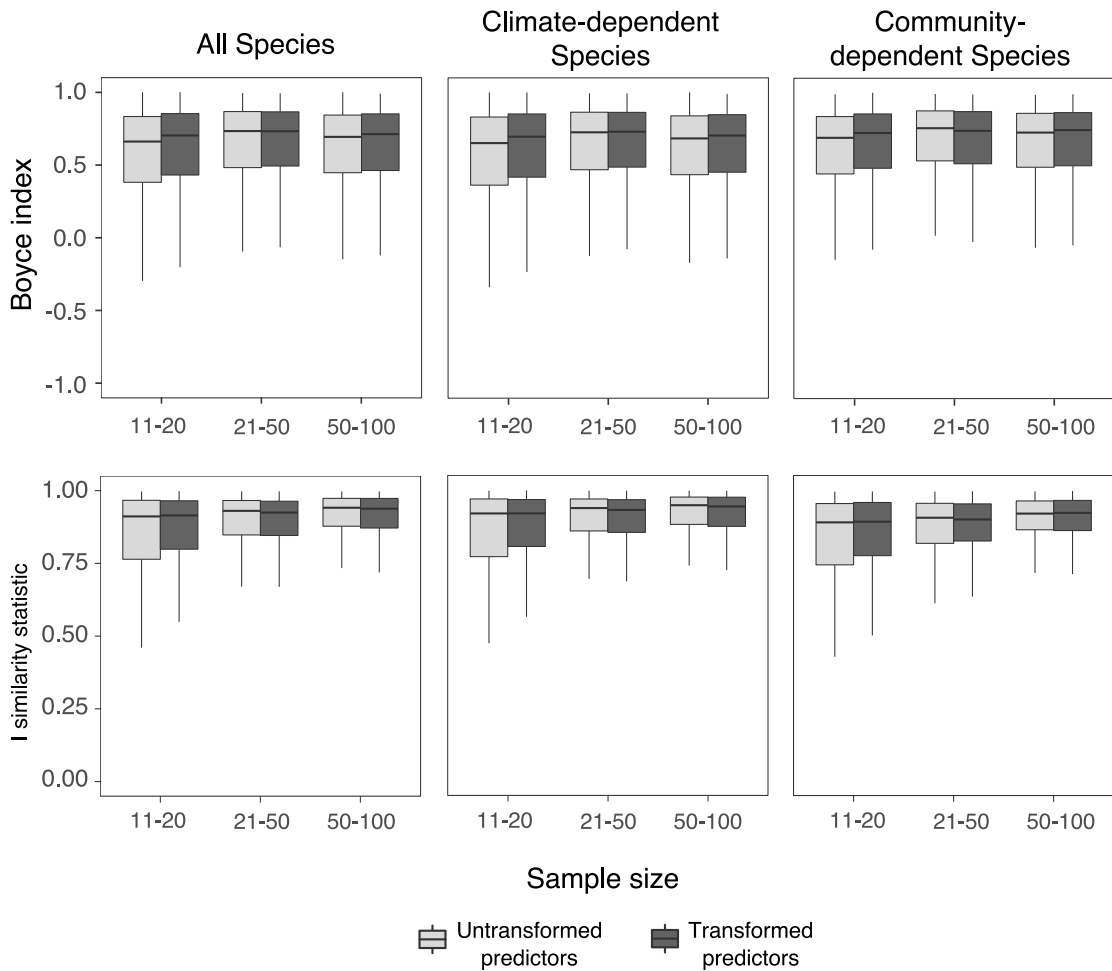 All Species
Climate-dependent
Species
Community-
dependent Species
Boyce index
1.0
0.5
0.0
-0.5
-1.0
11-20
21-50
50-100
11-20
21-50
50-100
11-20
21-50
50-100
I similarity statistic
1.00
0.75
0.50
0.25
0.00
11-20
21-50
50-100
11-20
21-50
50-100
11-20
21-50
50-100
Sample size
Untransformed
predictors
Transformed
predictors